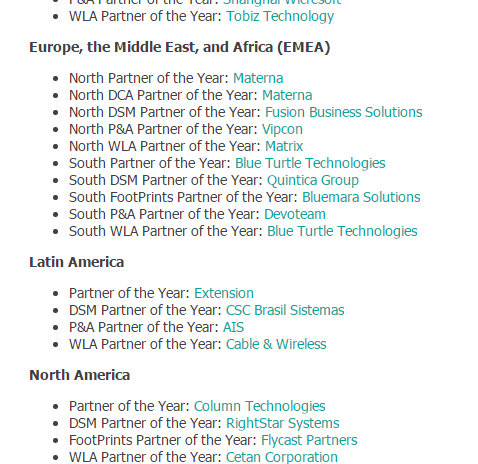 P&A Partner of the Year: Shanghai Wicresoft
WLA Partner of the Year: Tobiz Technology
Europe, the Middle East, and Africa (EMEA)
North Partner of the Year: Materna
North DCA Partner of the Year: Materna
North DSM Partner of the Year: Fusion Business Solutions
North P&A Partner of the Year: Vipcon
North WLA Partner of the Year: Matrix
South Partner of the Year: Blue Turtle Technologies
South DSM Partner of the Year: Quintica Group
South FootPrints Partner of the Year: Bluemara Solutions
South P&A Partner of the Year: Devoteam
South WLA Partner of the Year: Blue Turtle Technologies
Latin America
Partner of the Year: Extension
DSM Partner of the Year: CSC Brasil Sistemas
P&A Partner of the Year: AIS
WLA Partner of the Year: Cable & Wireless
North America
Partner of the Year: Column Technologies
DSM Partner of the Year: RightStar Systems
FootPrints Partner of the Year: Flycast Partners
WLA Partner of the Year: Cetan Corporation